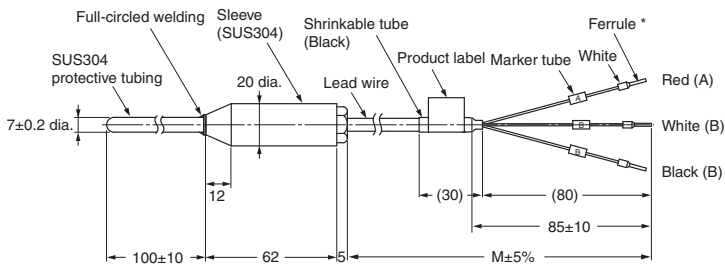 Full-circled welding
Sleeve
(SUS304)
Shrinkable tube
(Black)
Ferrule *
Product label
Marker tube
White
SUS304
protective tubing
20 dia.
Lead wire
Red (A)
A
7±0.2 dia.
B
White (B)
B
Black (B)
12
(30)
(80)
85±10
100±10
62
5
M±5%